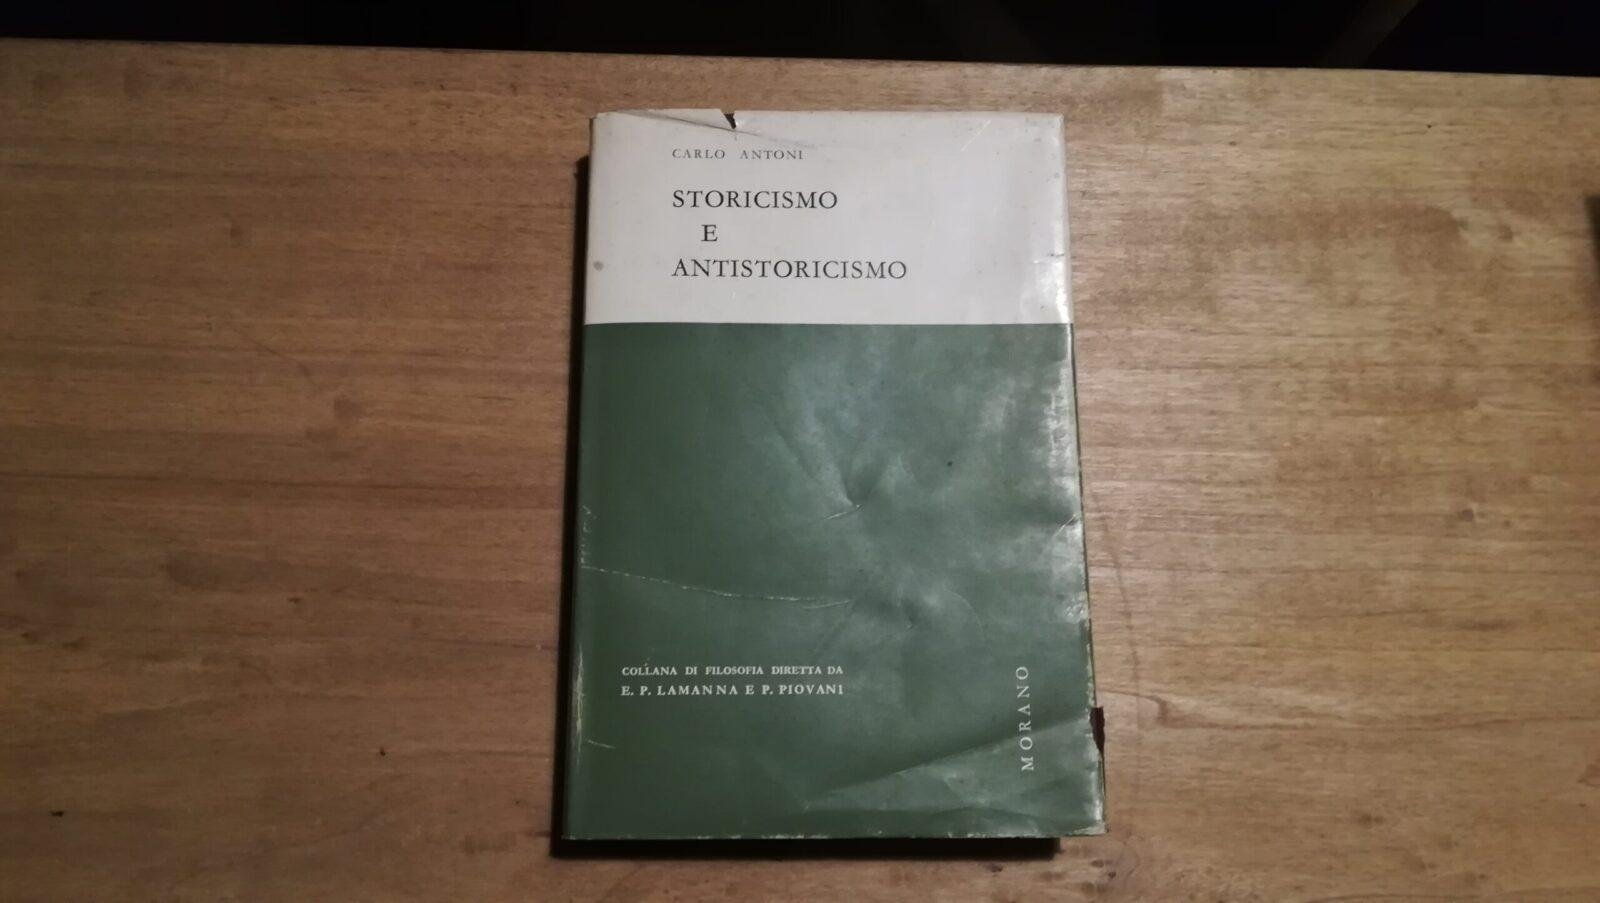 CARLO ANTONI
STORICISMO
E
ANTISTORICISMO
COLLANA DI FILOSOFIA DIRETTA DA
E. P. LAMANNA E P. PIOVANI
MORANO